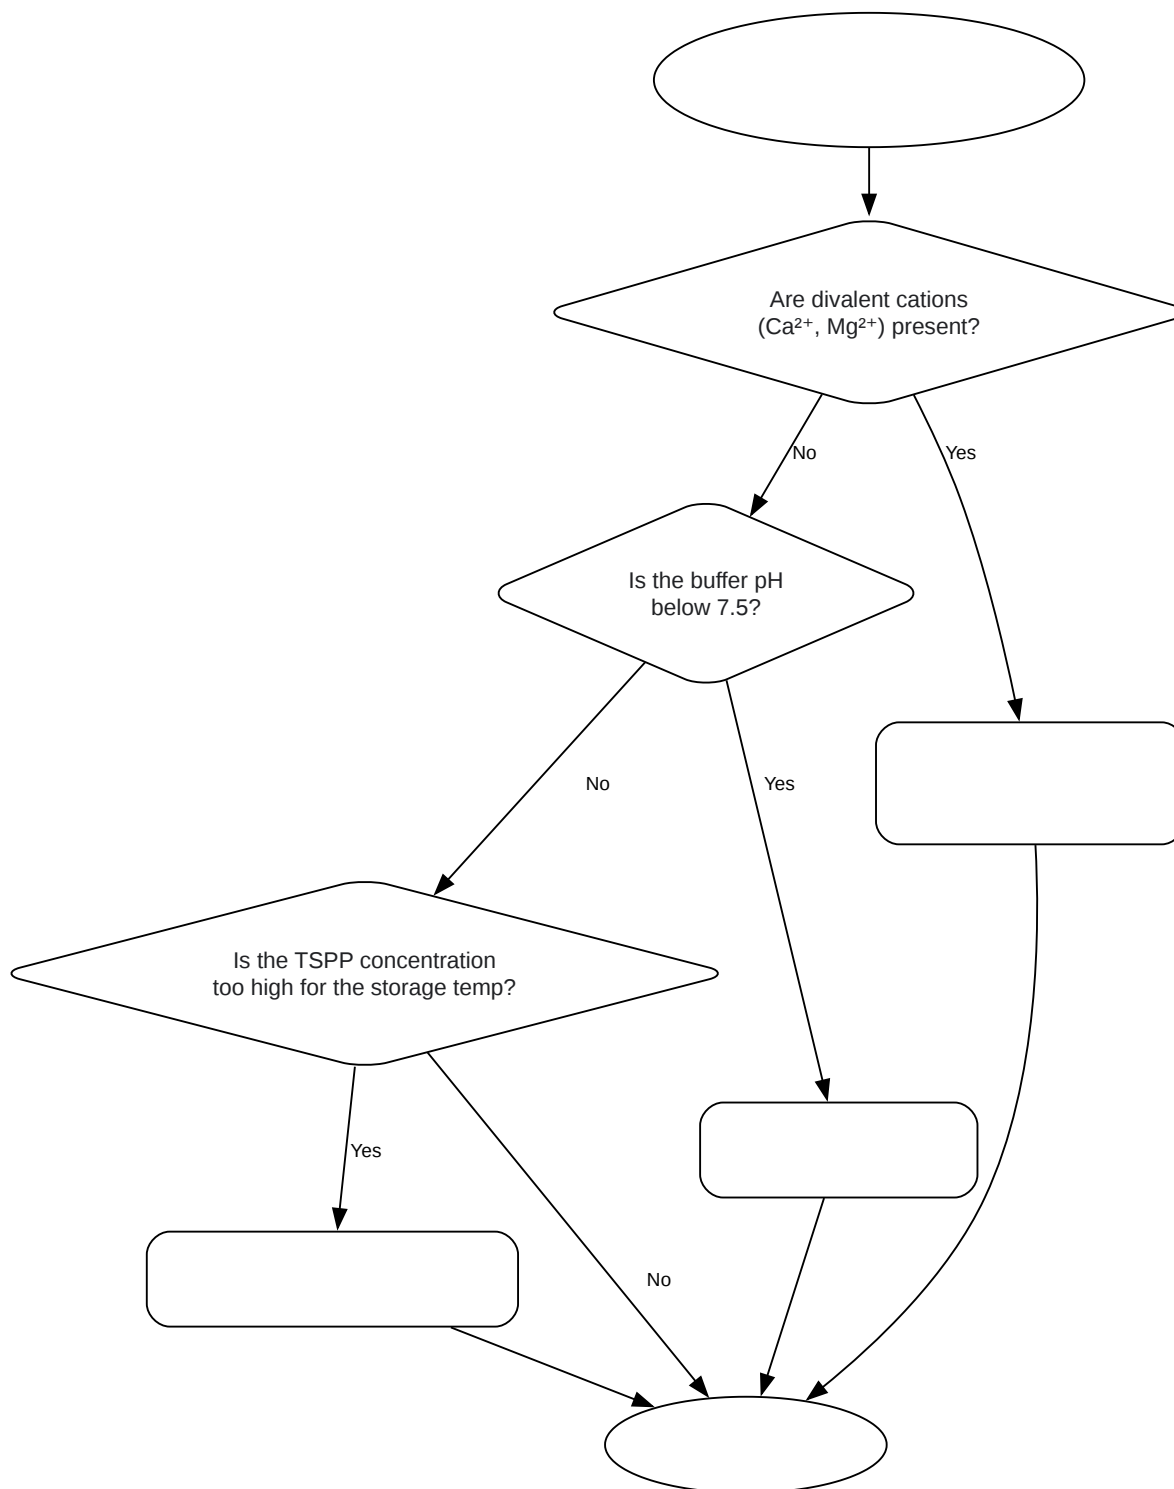 Are divalent cations
(Ca²⁺, Mg²⁺) present?
No
Yes
Is the buffer pH
below 7.5?
No
Yes
Is the TSPP concentration
too high for the storage temp?
Yes
No